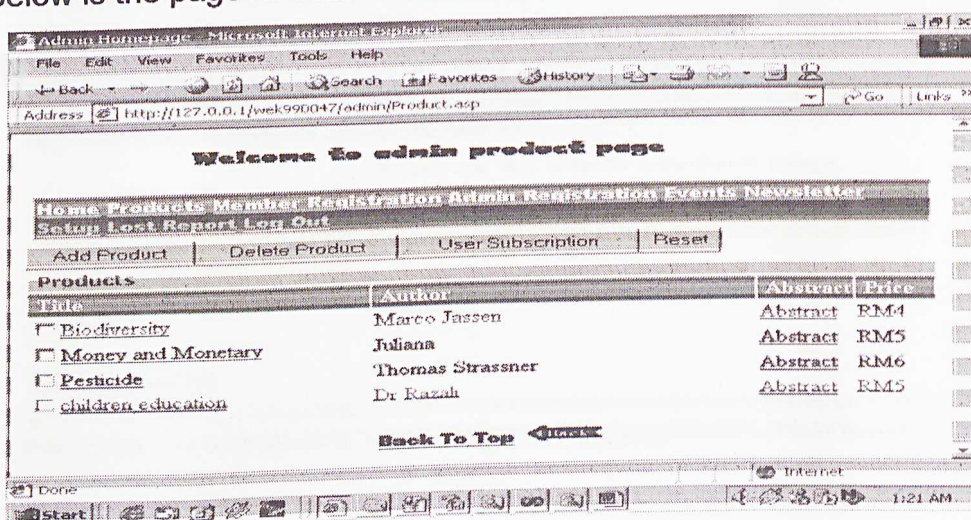 below is the page
Admin Homepage - Microsoft Internet Explorer
File Edit View Favorites Tools Help
Back Search Favorites History
Address http://127.0.0.1/wek990047/admin/Product.asp Go Links »
Welcome to admin product page
Home Products Member Registration Admin Registration Events Newsletter
Setup Lost Report Log Out
Add Product Delete Product User Subscription Reset
Products
Title Author Abstract Price
Biodiversity Marco Jassen Abstract RM4
Money and Monetary Juliana Abstract RM5
Pesticide Thomas Strassner Abstract RM6
children education Dr Razah Abstract RM5
Back To Top
Done Internet
Start 1:21 AM